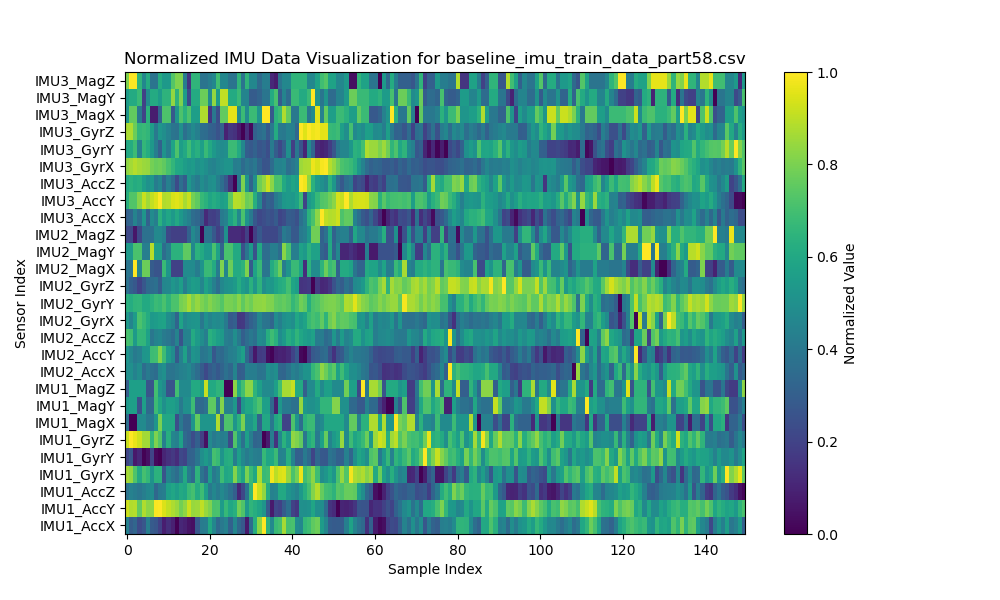 Normalized IMU Data Visualization for baseline_imu_train_data_part58.csv
IMU3_MagZ
IMU3_MagY
IMU3_MagX
IMU3_GyrZ
IMU3_GyrY
IMU3_GyrX
IMU3_AccZ
IMU3_AccY
IMU3_AccX
IMU2_MagZ
IMU2_MagY
IMU2_MagX
IMU2_GyrZ
IMU2_GyrY
IMU2_GyrX
IMU2_AccZ
IMU2_AccY
IMU2_AccX
IMU1_MagZ
IMU1_MagY
IMU1_MagX
IMU1_GyrZ
IMU1_GyrY
IMU1_GyrX
IMU1_AccZ
IMU1_AccY
IMU1_AccX
Sensor Index
0 20 40 60 80 100 120 140
Sample Index
1.0
0.8
0.6
0.4
0.2
0.0
Normalized Value